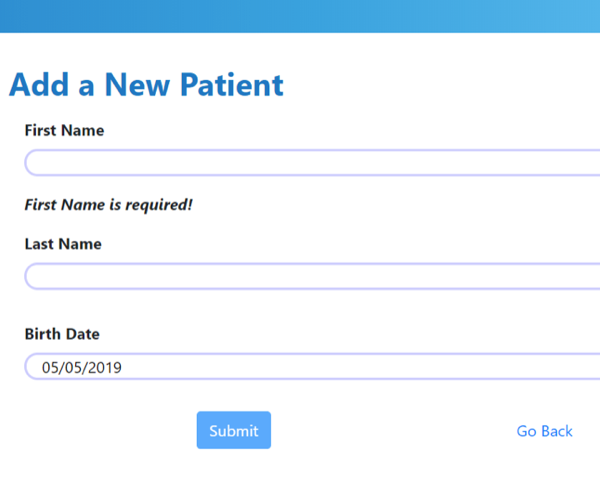 Add a New Patient
First Name
First Name is required!
Last Name
Birth Date
05/05/2019
Submit Go Back